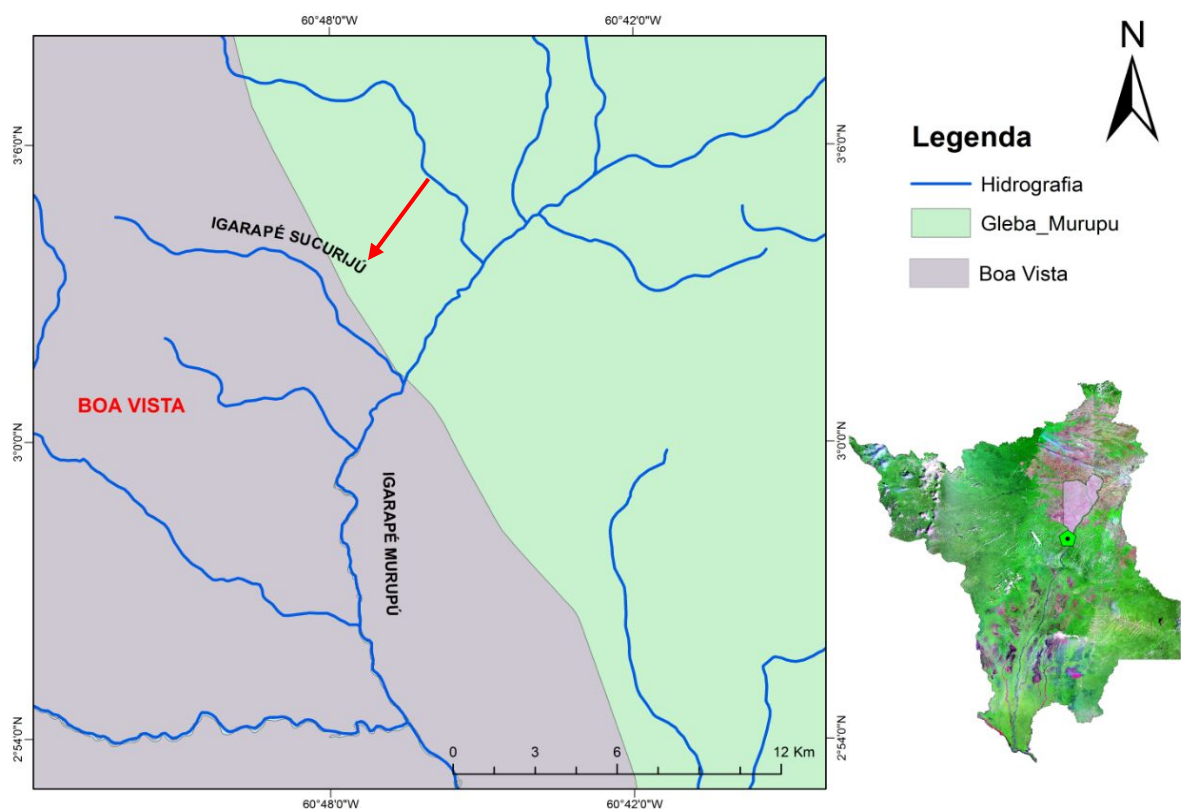 60°48'0"W
60°42'0"W
N
3°6'0"N
3°6'0"N
Legenda
Hidrografia
Gleba_Murupu
Boa Vista
IGARAPÉ SUCURIJÚ
BOA VISTA
3°0'0"N
3°0'0"N
IGARAPÉ MURUPÚ
2°54'0"N
2°54'0"N
0 3 6 12 Km
60°48'0"W
60°42'0"W